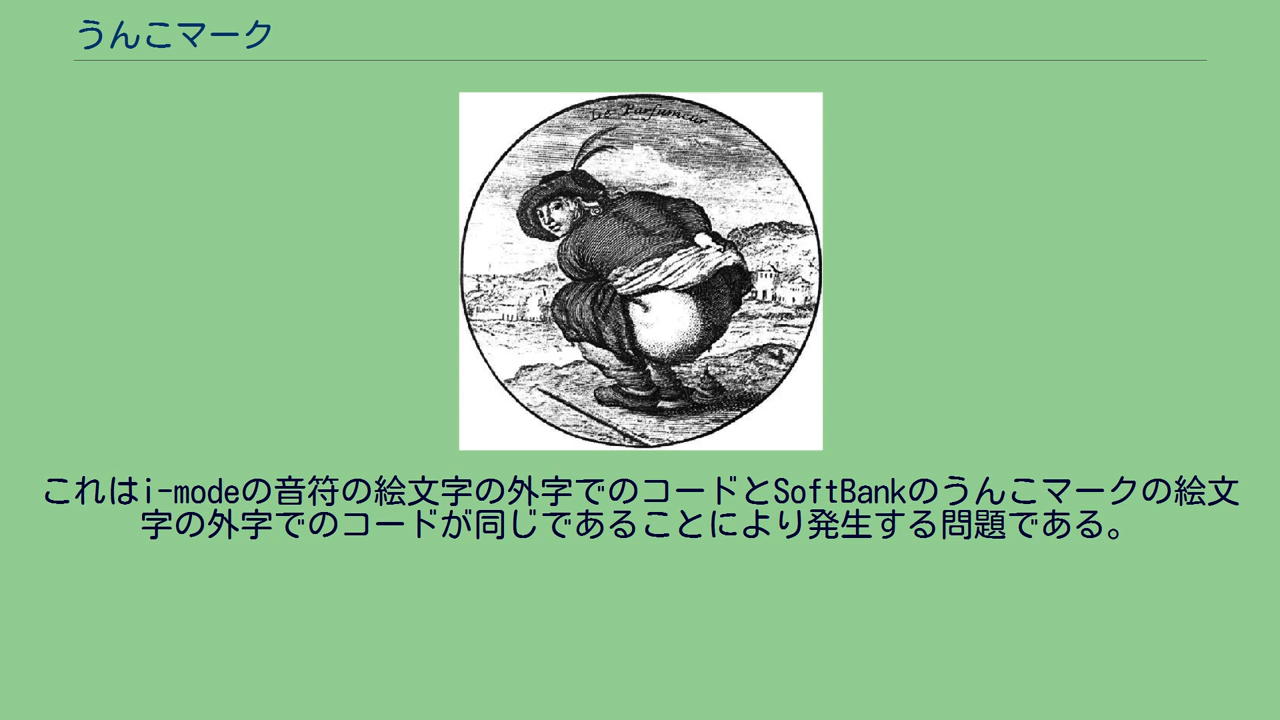 うんこマーク
Le Parfumeur
これはi-modeの音符の絵文字の外字でのコードとSoftBankのうんこマークの絵文
字の外字でのコードが同じであることにより発生する問題である。